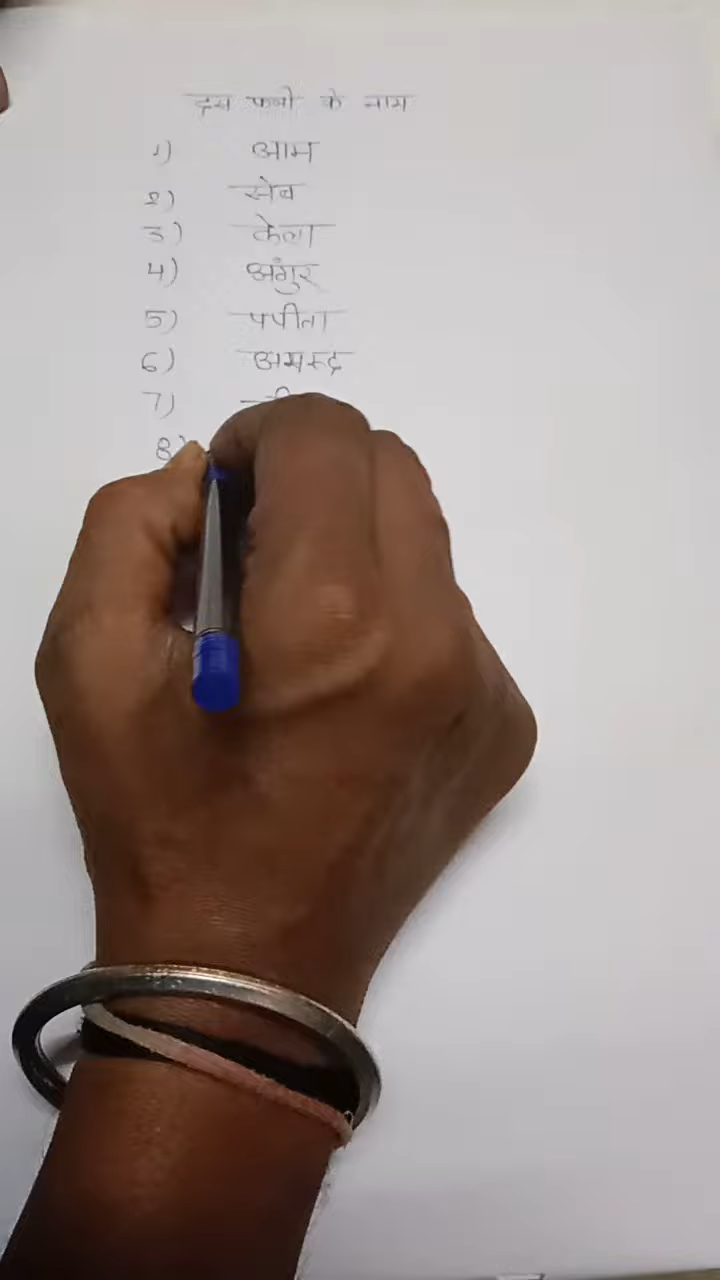 दस फलो के नाम
1) आम
2) सेब
3) केला
4) अंगुर
5) पपीता
6) अमरुद
7)
8)